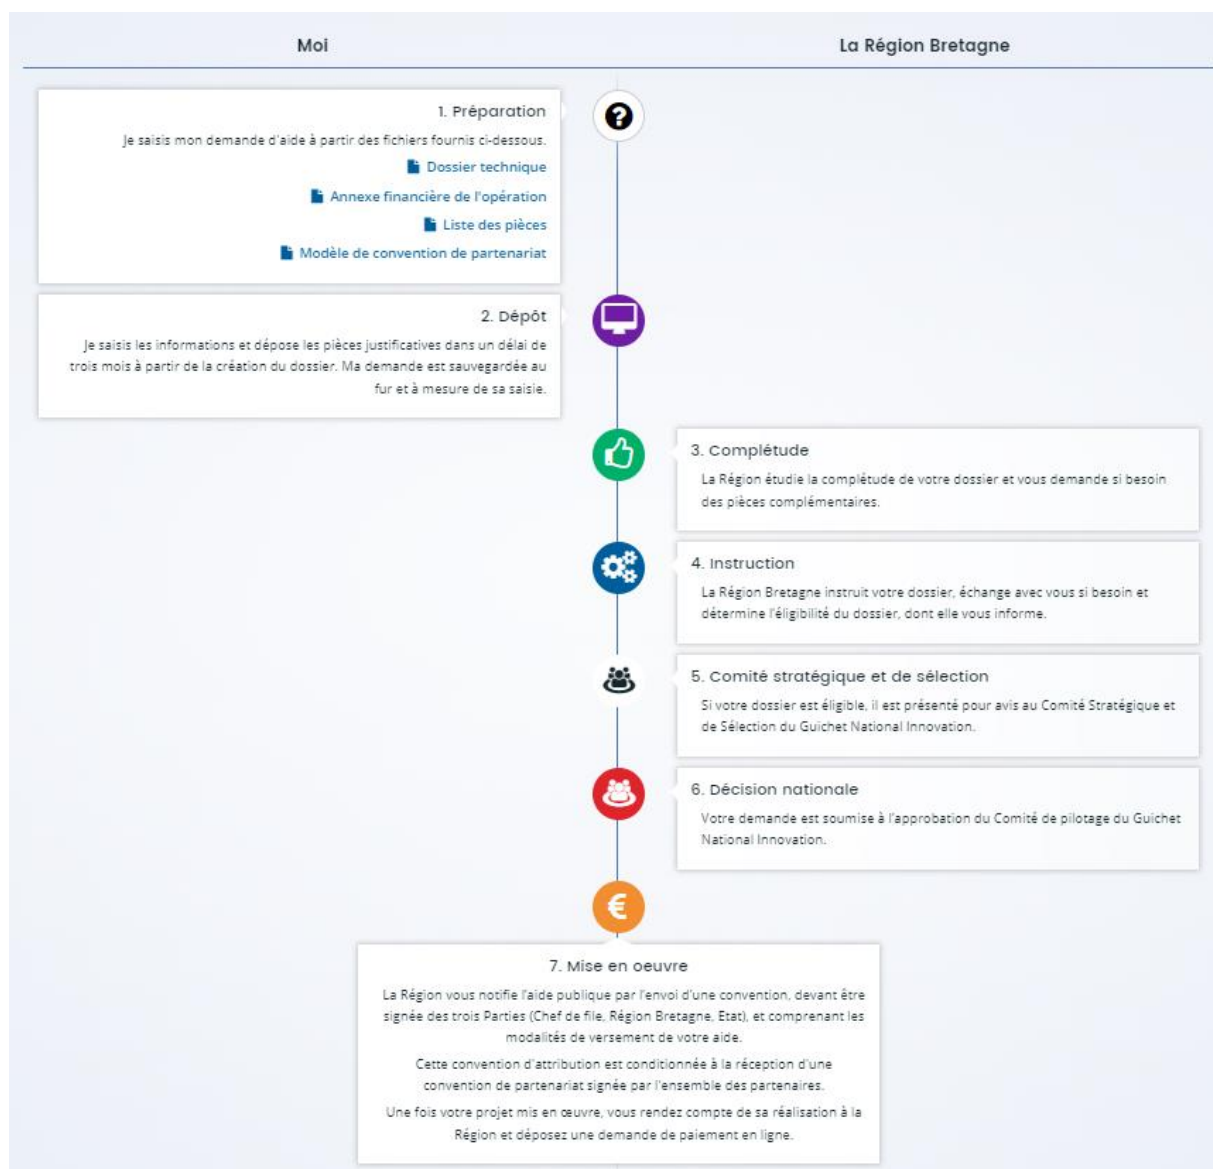 Moi
La Région Bretagne
1. Préparation
Je saisis mon demande d'aide à partir des fichiers fournis ci-dessous.
Dossier technique
Annexe financière de l'opération
Liste des pièces
Modèle de convention de partenariat
2. Dépôt
Je saisis les informations et dépose les pièces justificatives dans un délai de
trois mois à partir de la création du dossier. Ma demande est sauvegardée au
fur et à mesure de sa saisie.
3. Complétude
La Région étudie la complétude de votre dossier et vous demande si besoin
des pièces complémentaires.
4. Instruction
La Région Bretagne instruit votre dossier, échange avec vous si besoin et
détermine l'éligibilité du dossier, dont elle vous informe.
5. Comité stratégique et de sélection
Si votre dossier est éligible, il est présenté pour avis au Comité Stratégique et
de Sélection du Guichet National Innovation.
6. Décision nationale
Votre demande est soumise à l'approbation du Comité de pilotage du Guichet
National Innovation.
€
7. Mise en oeuvre
La Région vous notifie l'aide publique par l'envoi d'une convention, devant être
signée des trois Parties (Chef de file, Région Bretagne, Etat), et comprenant les
modalités de versement de votre aide.
Cette convention d'attribution est conditionnée à la réception d'une
convention de partenariat signée par l'ensemble des partenaires.
Une fois votre projet mis en œuvre, vous rendez compte de sa réalisation à la
Région et déposez une demande de paiement en ligne.